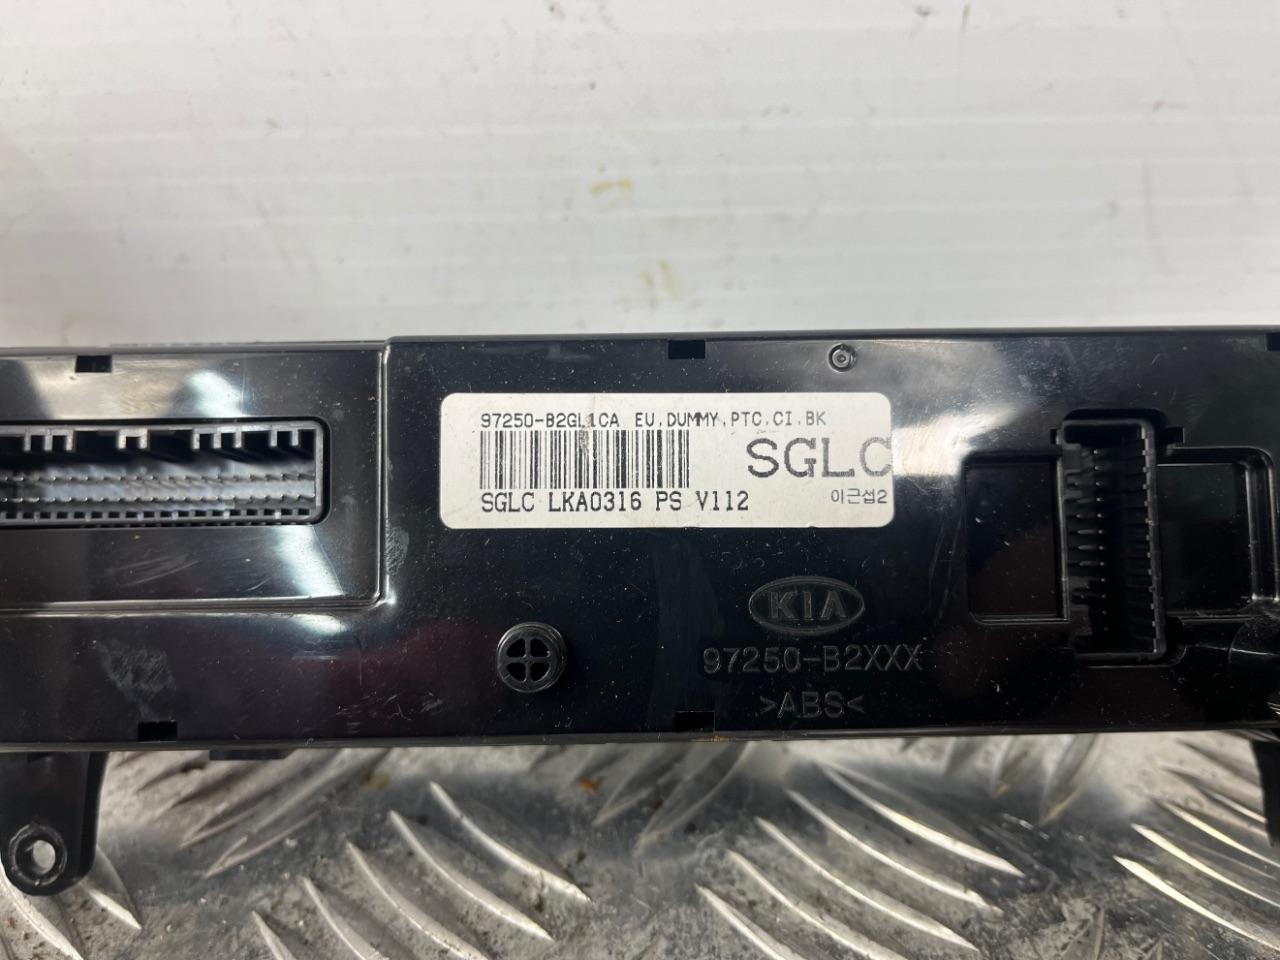 97250-B2GL1CA EU,DUMMY,PTC,CI,BK
SGLC
SGLC LKA0316 PS V112
이근섭2
KIA
97250-B2XXX
>ABS<